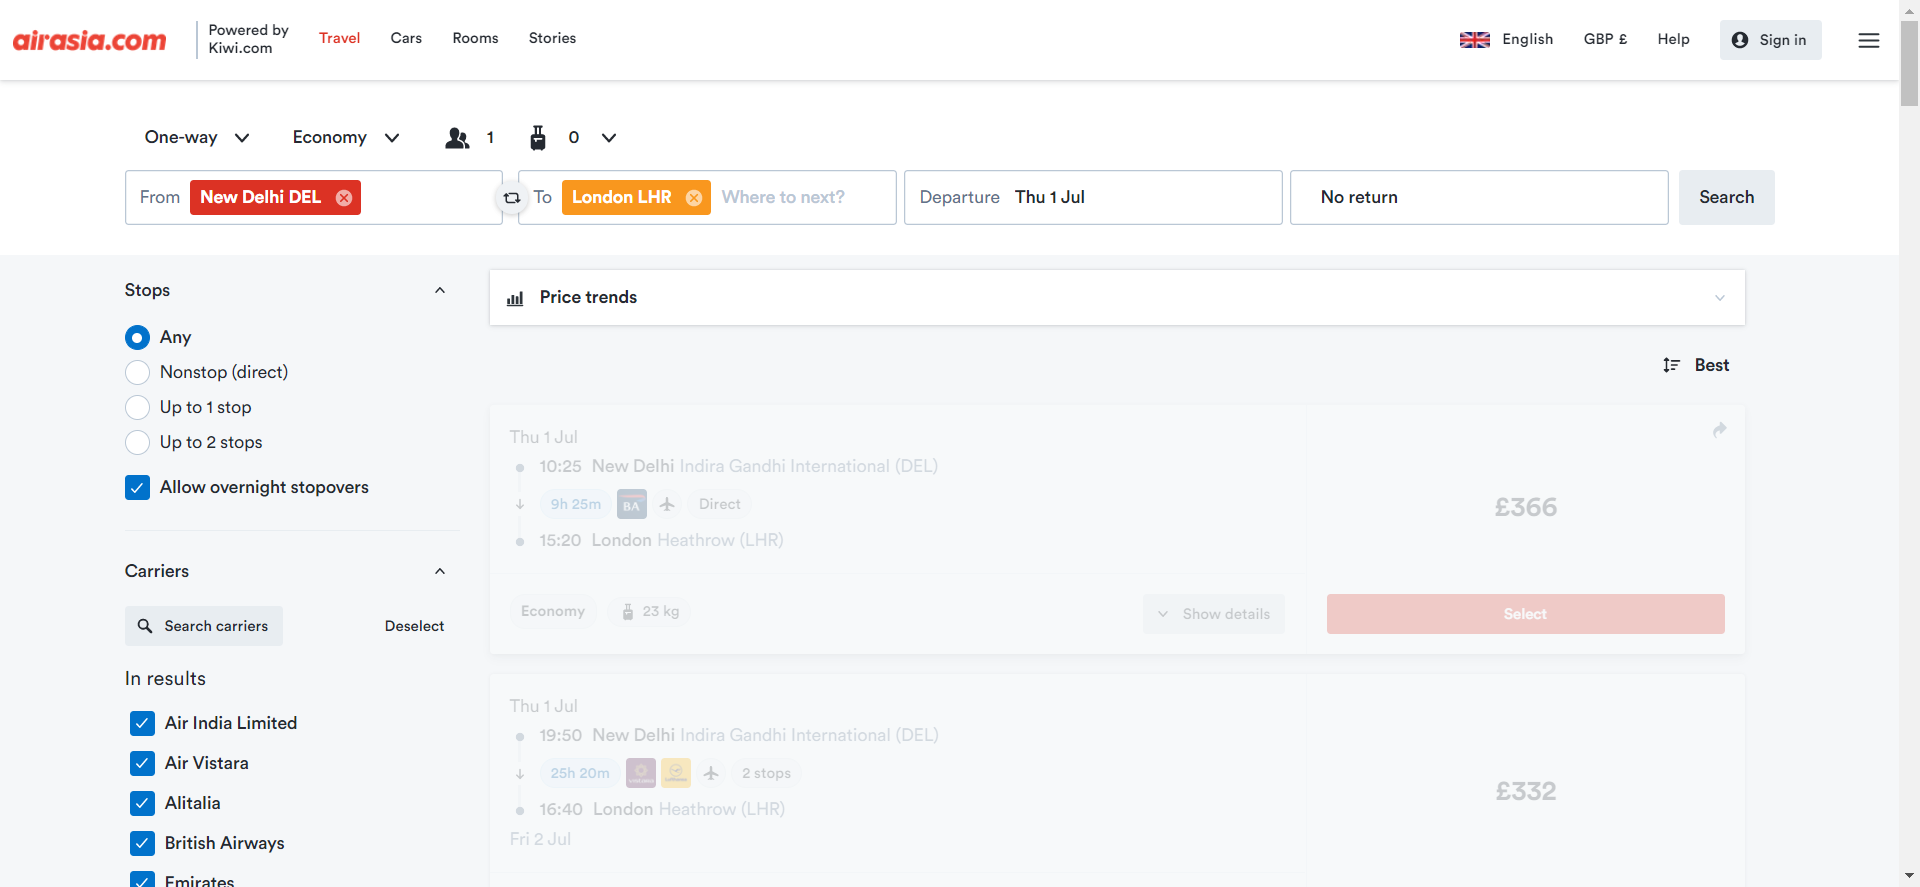 airasia.com
Powered by
Kiwi.com
Travel
Cars
Rooms
Stories
English
GBP £
Help
Sign in
One-way
Economy
1
0
From New Delhi DEL
To London LHR Where to next?
Departure Thu 1 Jul
No return
Search
Stops
Any
Nonstop (direct)
Up to 1 stop
Up to 2 stops
Allow overnight stopovers
Carriers
Search carriers
Deselect
In results
Air India Limited
Air Vistara
Alitalia
British Airways
Emirates
Price trends
Best
Thu 1 Jul
10:25 New Delhi Indira Gandhi International (DEL)
9h 25m BA Direct
15:20 London Heathrow (LHR)
Economy 23 kg
Show details
£366
Select
Thu 1 Jul
19:50 New Delhi Indira Gandhi International (DEL)
25h 20m 2 stops
16:40 London Heathrow (LHR)
Fri 2 Jul
£332